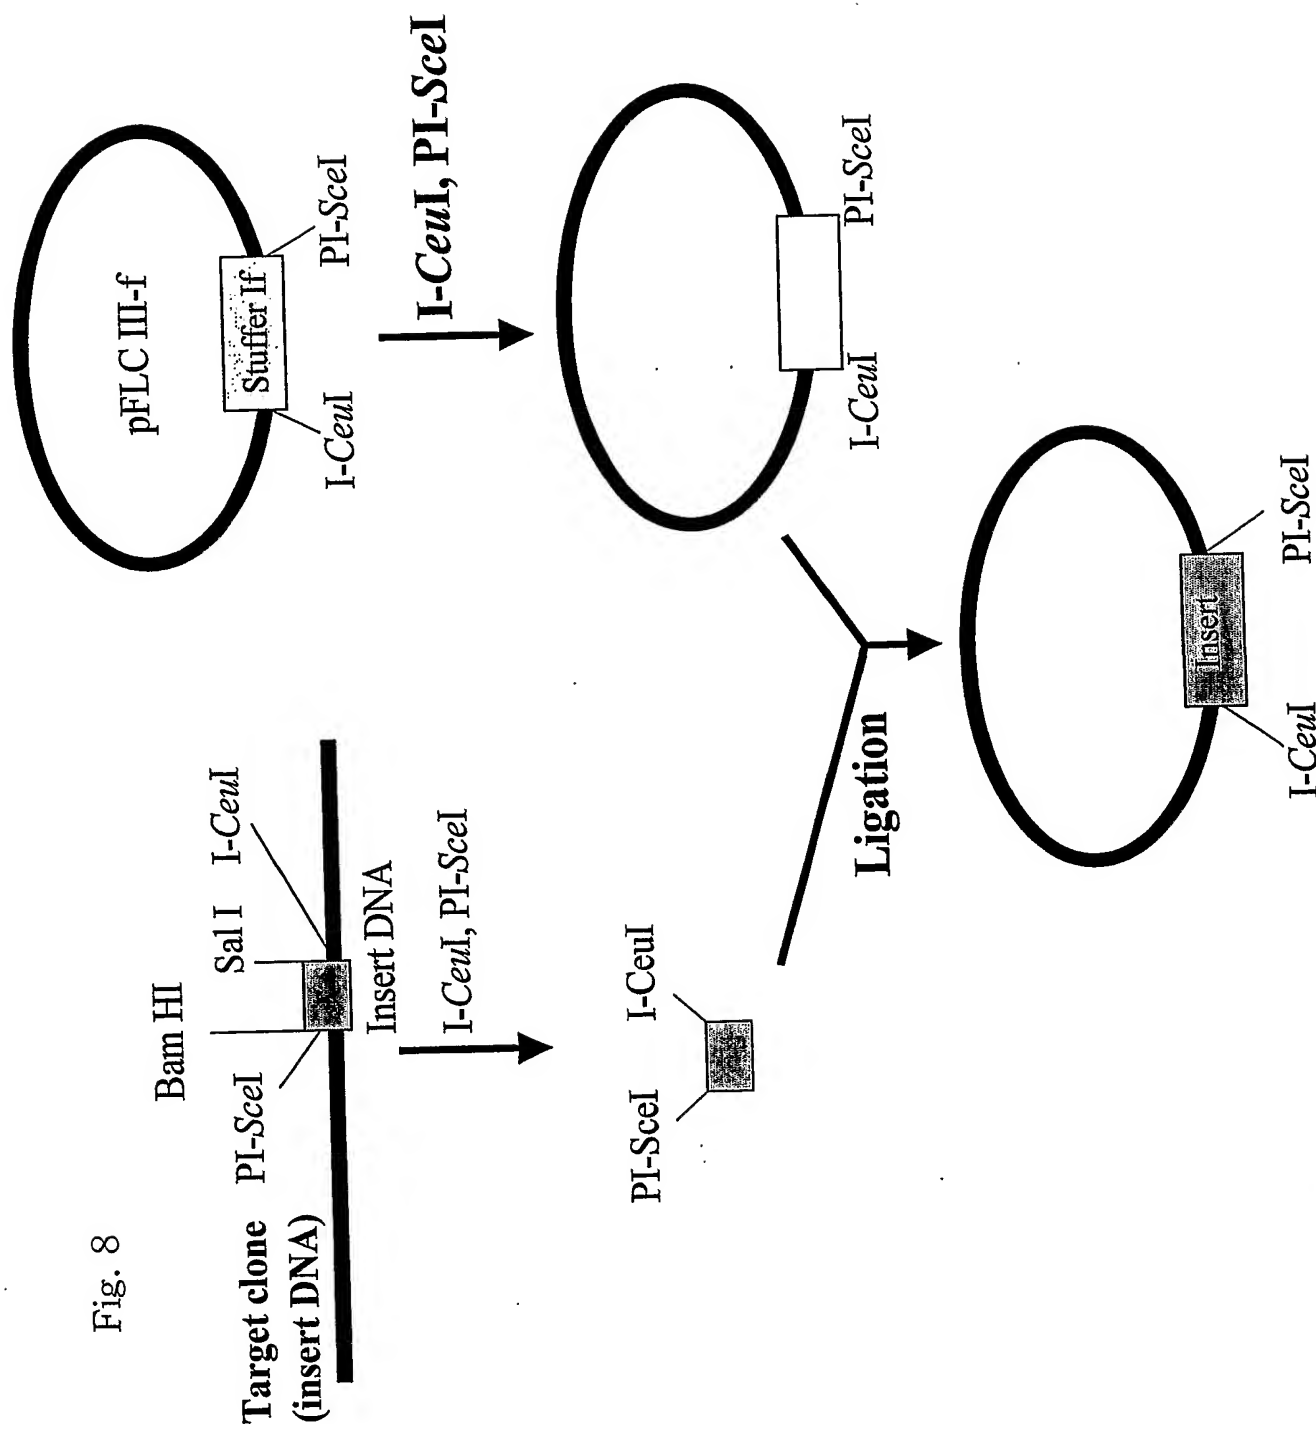 Fig. 8
Target clone
(insert DNA)
Bam HI
PI-SceI
Sal I
I-CeuI
Insert DNA
I-CeuI, PI-SceI
PI-SceI
I-CeuI
pFLC III-f
Stuffer If
I-CeuI
PI-SceI
I-CeuI, PI-SceI
I-CeuI
PI-SceI
Ligation
Insert
I-CeuI
PI-SceI